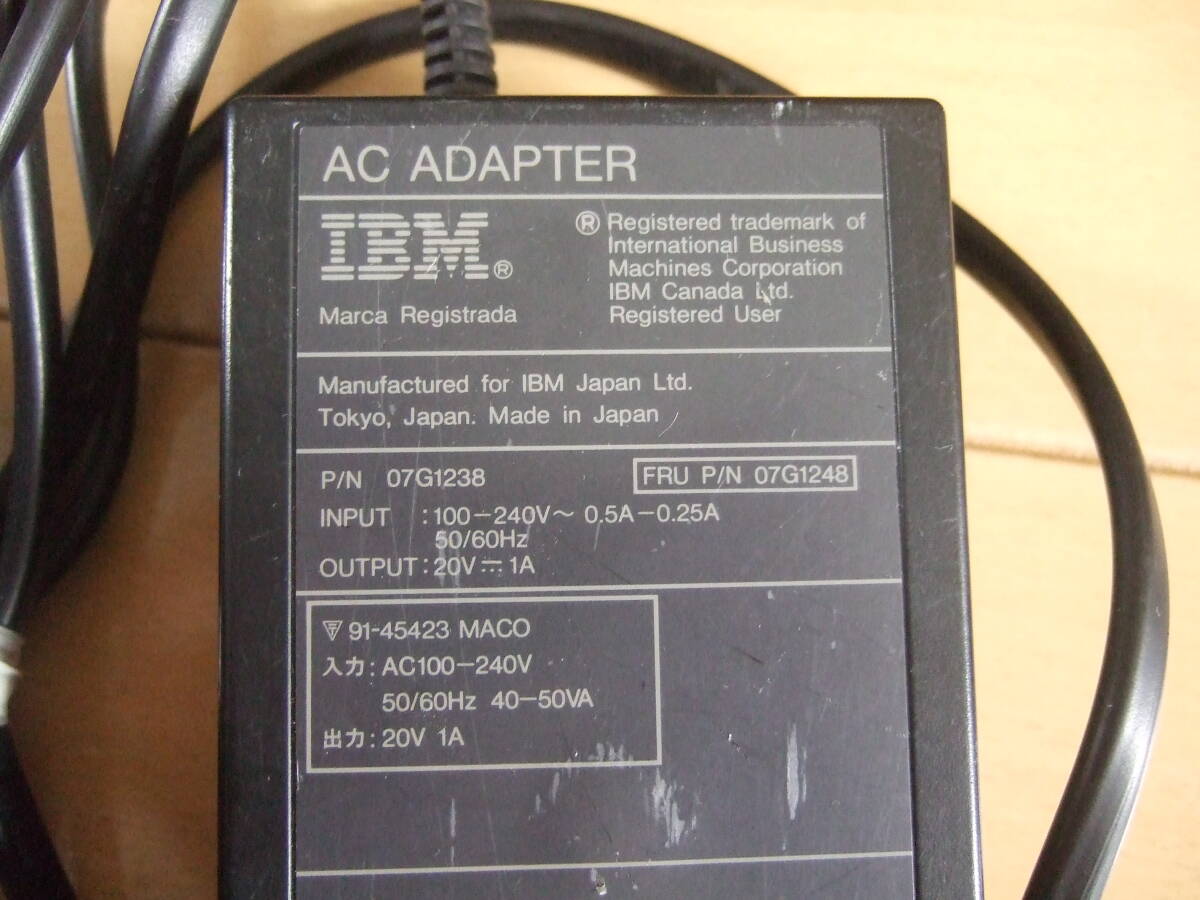 AC ADAPTER
IBM®
Marca Registrada
® Registered trademark of
International Business
Machines Corporation
IBM Canada Ltd.
Registered User
Manufactured for IBM Japan Ltd.
Tokyo, Japan. Made in Japan
P/N 07G1238
FRU P/N 07G1248
INPUT :100-240V～ 0.5A-0.25A
50/60Hz
OUTPUT:20V⎓1A
91-45423 MACO
入力: AC100-240V
50/60Hz 40-50VA
出力: 20V 1A